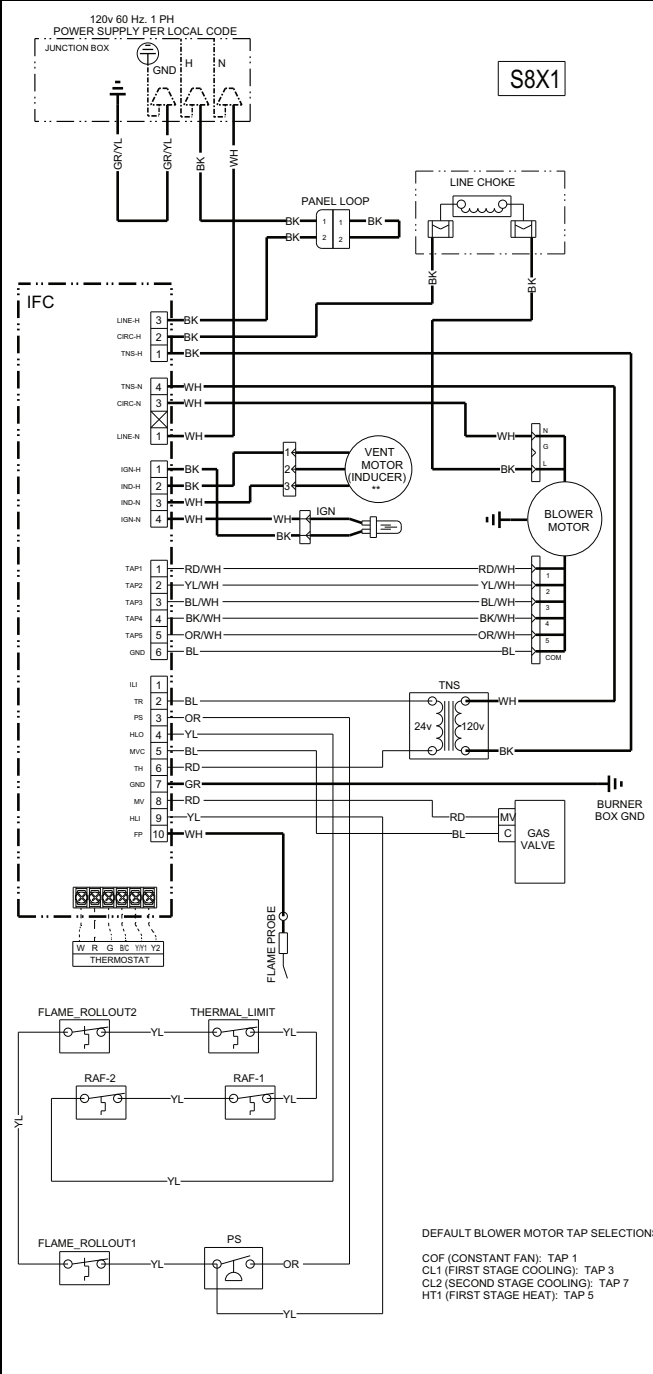 120v 60 Hz. 1 PH
POWER SUPPLY PER LOCAL CODE
JUNCTION BOX
GND
H
N
S8X1
GR/YL
GR/YL
BK
WH
PANEL LOOP
BK 1 1 BK
BK 2 2
LINE CHOKE
BK
BK
IFC
LINE-H 3 BK
CIRC-H 2 BK
TNS-H 1 BK
TNS-N 4 WH
CIRC-N 3 WH
LINE-N 1 WH
WH N
G
BK L
IGN-H 1 BK
IND-H 2 BK
IND-N 3 WH
IGN-N 4 WH
1
2
3
VENT
MOTOR
(INDUCER)
**
IGN
WH
BK
BLOWER
MOTOR
TAP1 1 RD/WH RD/WH 1
TAP2 2 YL/WH YL/WH 2
TAP3 3 BL/WH BL/WH 3
TAP4 4 BK/WH BK/WH 4
TAP5 5 OR/WH OR/WH 5
GND 6 BL BL COM
ILI 1
TR 2 BL
PS 3 OR
HLO 4 YL
MVC 5 BL
TH 6 RD
GND 7 GR
MV 8 RD
HLI 9 YL
FP 10 WH
TNS
24v 120v
WH
BK
BURNER
BOX GND
RD MV
BL C
GAS
VALVE
FLAME PROBE
W R G B/C Y/Y1 Y2
THERMOSTAT
FLAME_ROLLOUT2
THERMAL_LIMIT
YL
YL
RAF-2
RAF-1
YL
YL
YL
YL
FLAME_ROLLOUT1
PS
YL
OR
YL
DEFAULT BLOWER MOTOR TAP SELECTIONS
COF (CONSTANT FAN): TAP 1
CL1 (FIRST STAGE COOLING): TAP 3
CL2 (SECOND STAGE COOLING): TAP 7
HT1 (FIRST STAGE HEAT): TAP 5